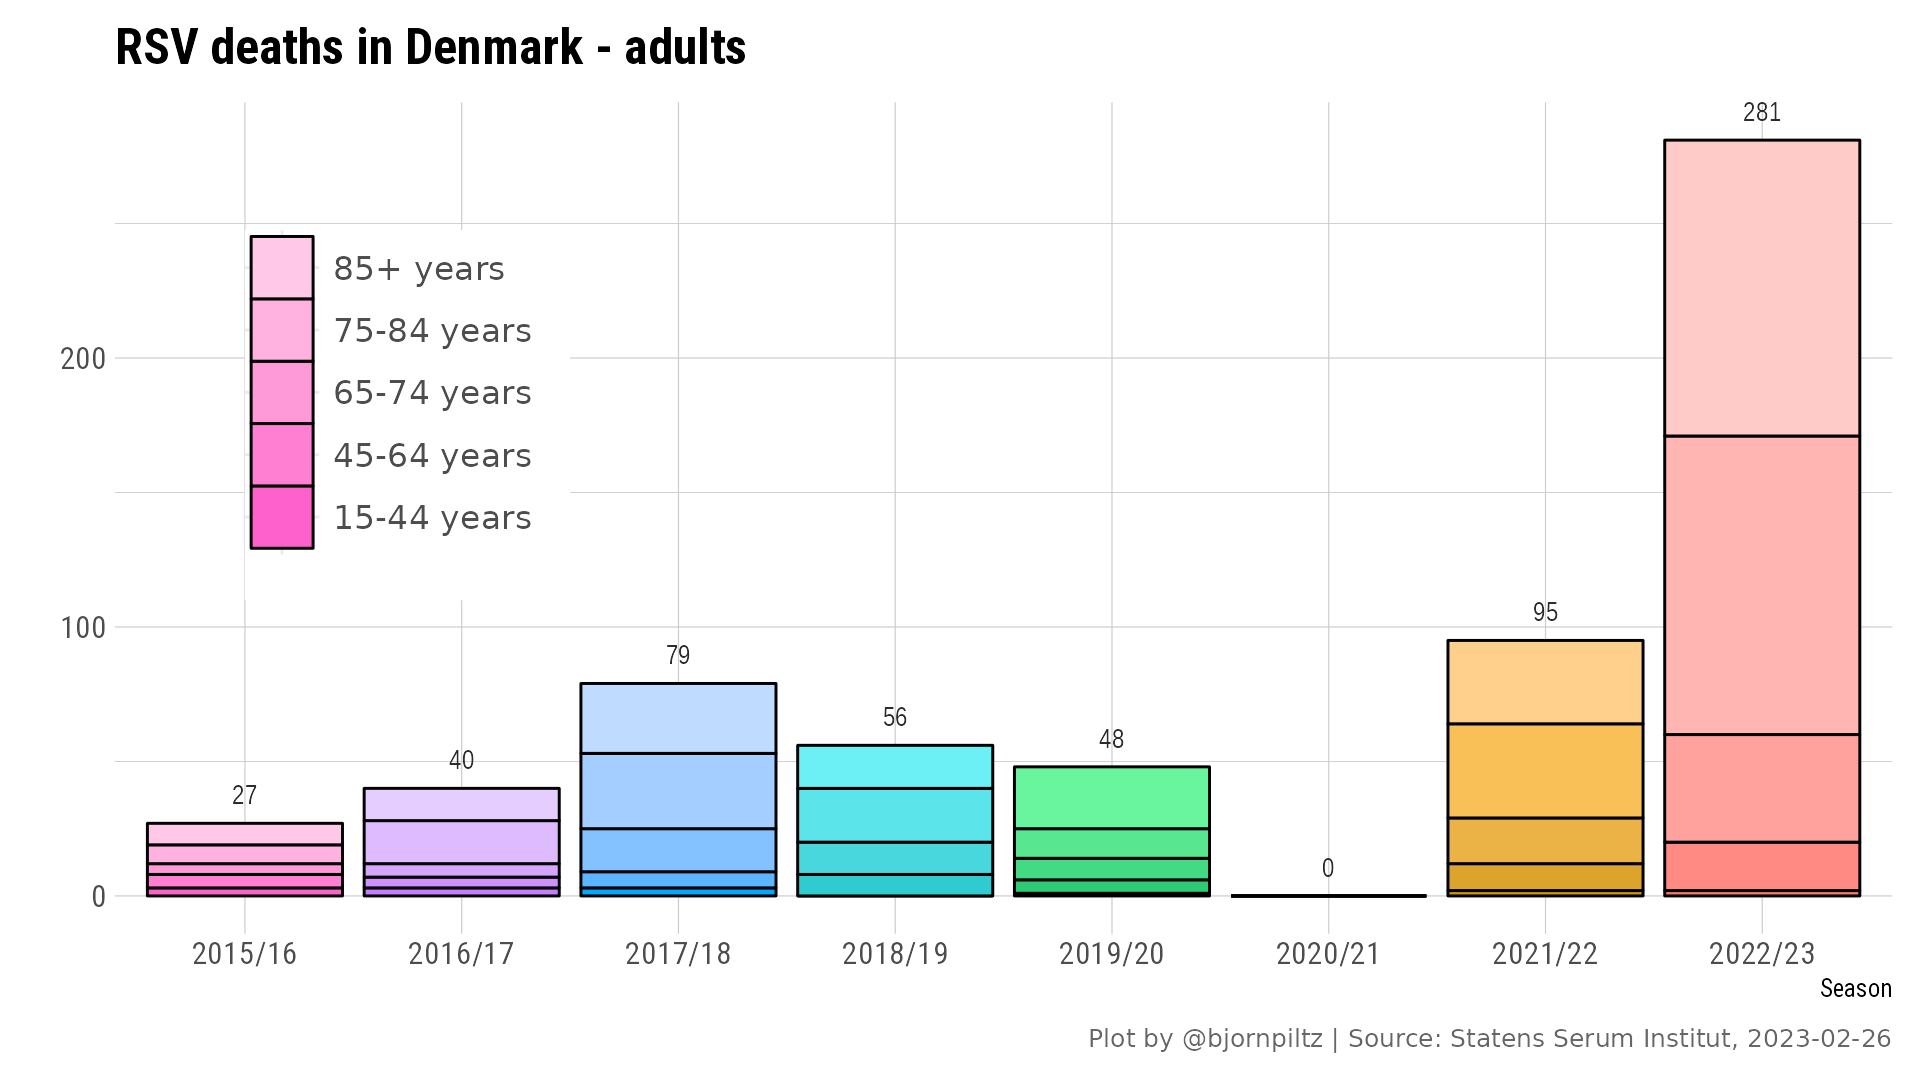 RSV deaths in Denmark - adults
281
85+ years
75-84 years
200
65-74 years
45-64 years
15-44 years
95
100
79
56
48
40
27
0
0
2015/16 2016/17 2017/18 2018/19 2019/20 2020/21 2021/22 2022/23
Season
Plot by @bjornpiltz | Source: Statens Serum Institut, 2023-02-26